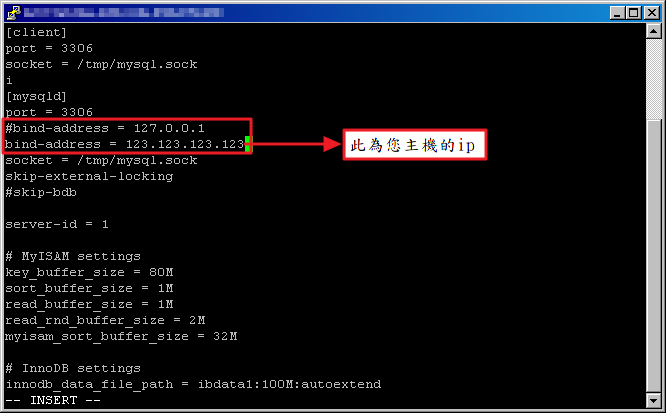 [client]
port = 3306
socket = /tmp/mysql.sock
i
[mysqld]
port = 3306
#bind-address = 127.0.0.1
bind-address = 123.123.123.123
此為您主機的ip
socket = /tmp/mysql.sock
skip-external-locking
#skip-bdb
server-id = 1
# MyISAM settings
key_buffer_size = 80M
sort_buffer_size = 1M
read_buffer_size = 1M
read_rnd_buffer_size = 2M
myisam_sort_buffer_size = 32M
# InnoDB settings
innodb_data_file_path = ibdata1:100M:autoextend
-- INSERT --